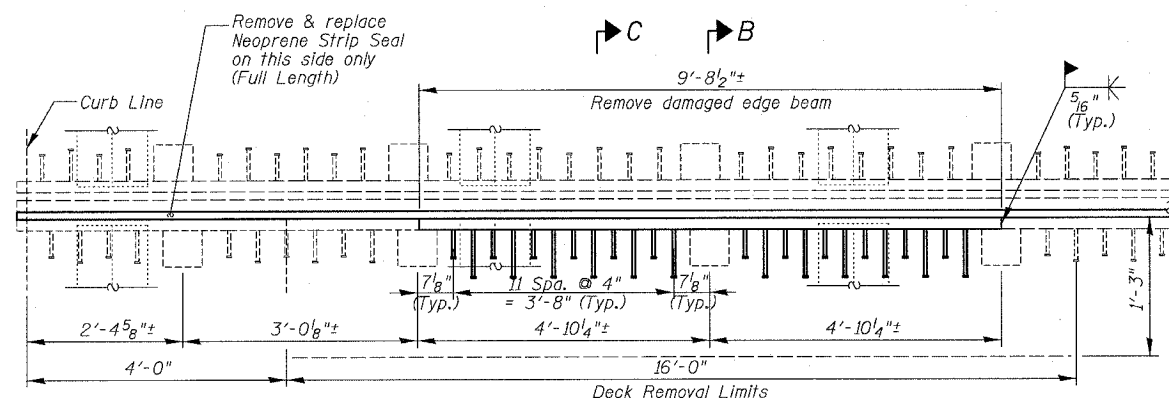 Remove & replace
Neoprene Strip Seal
on this side only
(Full Length)
C
B
9'-8½"±
Remove damaged edge beam
Curb Line
5/16"
(Typ.)
7⅛"
(Typ.)
11 Spa. @ 4"
= 3'-8" (Typ.)
7⅛"
(Typ.)
1'-3"
2'-4⅝"±
3'-0⅛"±
4'-10¼"±
4'-10¼"±
4'-0"
16'-0"
Deck Removal Limits